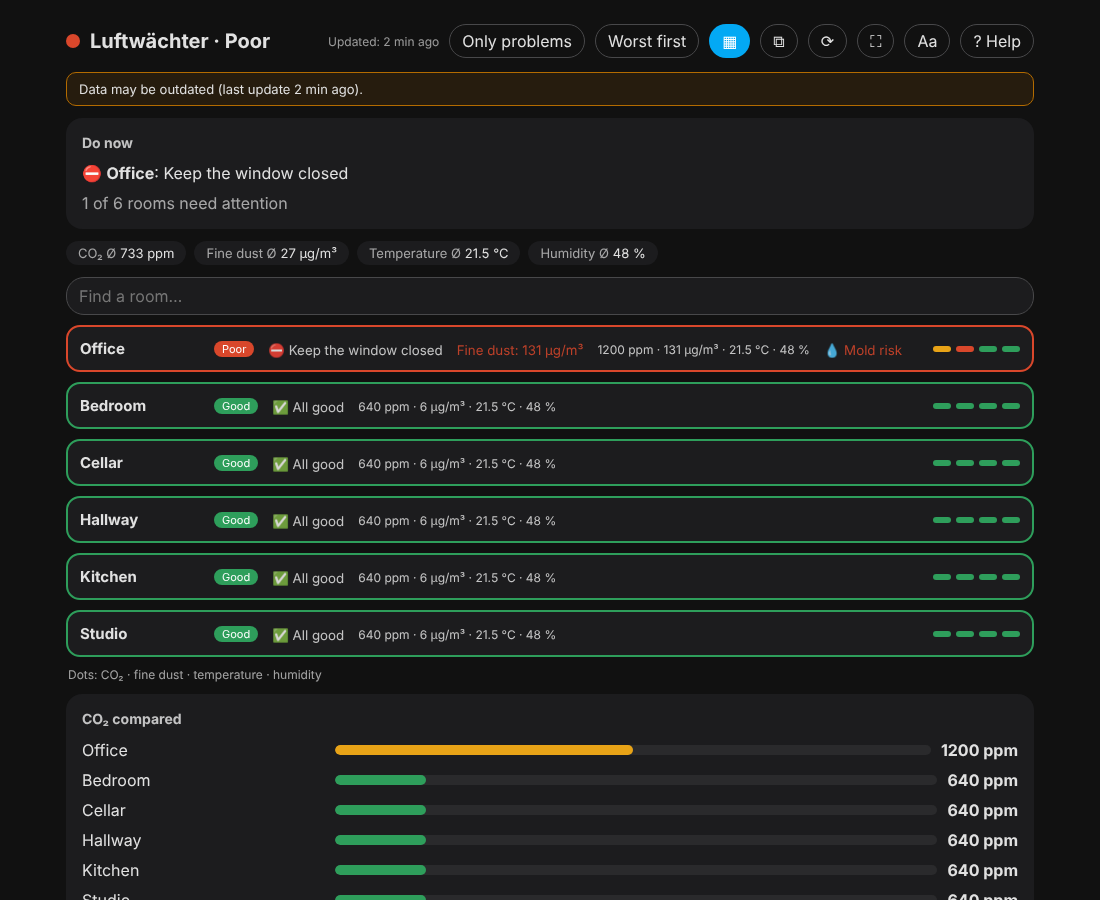 Luftwächter · Poor
Updated: 2 min ago
Only problems
Worst first
Aa
? Help
Data may be outdated (last update 2 min ago).
Do now
⛔ Office: Keep the window closed
1 of 6 rooms need attention
CO₂ Ø 733 ppm
Fine dust Ø 27 µg/m³
Temperature Ø 21.5 °C
Humidity Ø 48 %
Find a room...
Office Poor ⛔ Keep the window closed Fine dust: 131 µg/m³ 1200 ppm · 131 µg/m³ · 21.5 °C · 48 % 💧 Mold risk
Bedroom Good ✅ All good 640 ppm · 6 µg/m³ · 21.5 °C · 48 %
Cellar Good ✅ All good 640 ppm · 6 µg/m³ · 21.5 °C · 48 %
Hallway Good ✅ All good 640 ppm · 6 µg/m³ · 21.5 °C · 48 %
Kitchen Good ✅ All good 640 ppm · 6 µg/m³ · 21.5 °C · 48 %
Studio Good ✅ All good 640 ppm · 6 µg/m³ · 21.5 °C · 48 %
Dots: CO₂ · fine dust · temperature · humidity
CO₂ compared
Office 1200 ppm
Bedroom 640 ppm
Cellar 640 ppm
Hallway 640 ppm
Kitchen 640 ppm
Studio 640 ppm